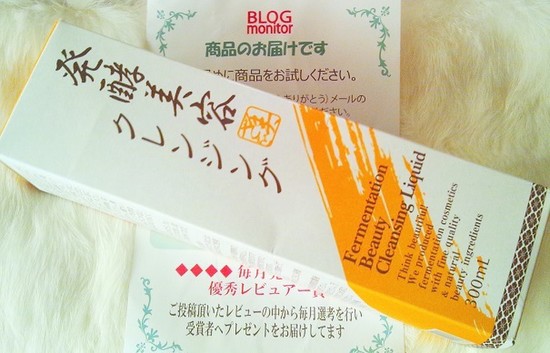 BLOG
monitor
商品のお届けです
めに商品をお試しください。
ありがとう）メールの
発酵美容
クレンジング
Fermentation
Beauty
Cleansing Liquid
Think beautiful
We produced
fermentation cosmetics
with fine quality
& natural
beauty ingredients
300mL
◆◆◆◆ 毎月
優秀レビュアー賞
ご投稿頂いたレビューの中から毎月選考を行い
受賞者へプレゼントをお届けしてます